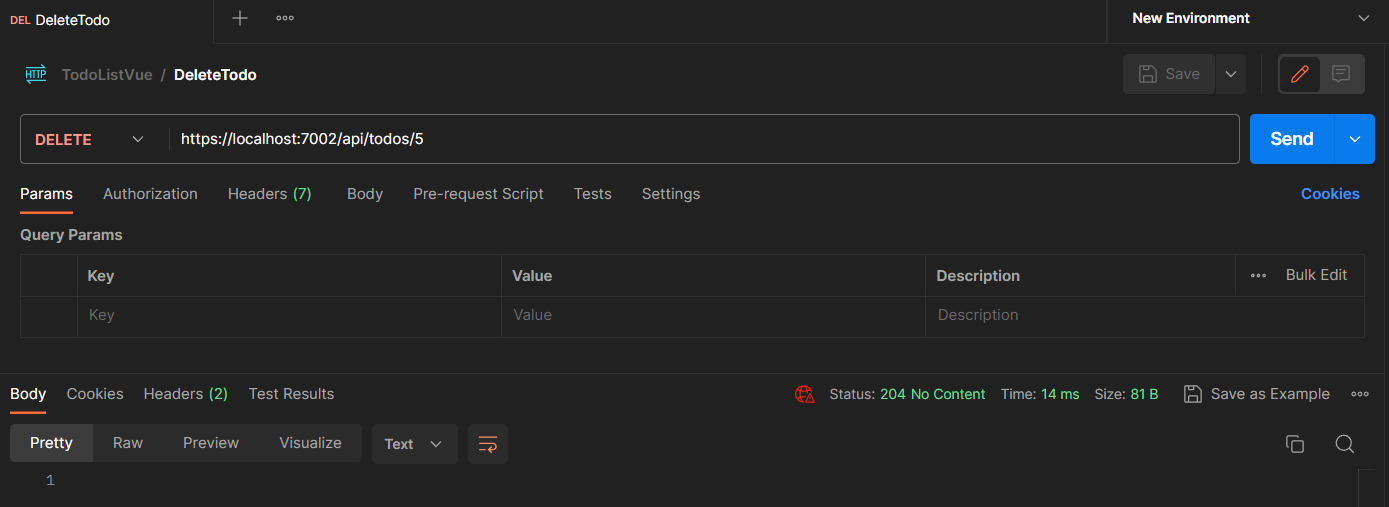 DEL DeleteTodo
New Environment
HTTP TodoListVue / DeleteTodo
Save
DELETE https://localhost:7002/api/todos/5
Send
Params Authorization Headers (7) Body Pre-request Script Tests Settings Cookies
Query Params
Key Value Description Bulk Edit
Key Value Description
Body Cookies Headers (2) Test Results Status: 204 No Content Time: 14 ms Size: 81 B Save as Example
Pretty Raw Preview Visualize Text
1